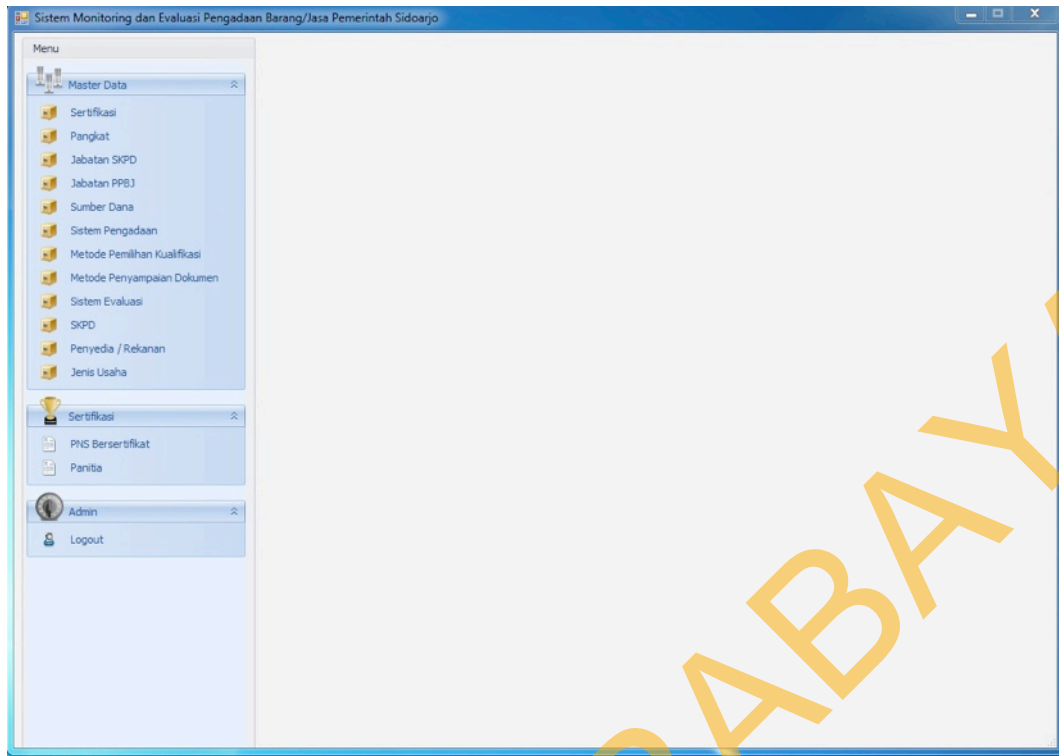 Sistem Monitoring dan Evaluasi Pengadaan Barang/Jasa Pemerintah Sidoarjo
Menu
Master Data
Sertifikasi
Pangkat
Jabatan SKPD
Jabatan PPBJ
Sumber Dana
Sistem Pengadaan
Metode Pemilihan Kualifikasi
Metode Penyampaian Dokumen
Sistem Evaluasi
SKPD
Penyedia / Rekanan
Jenis Usaha
Sertifikasi
PNS Bersertifikat
Panitia
Admin
Logout
ABAY